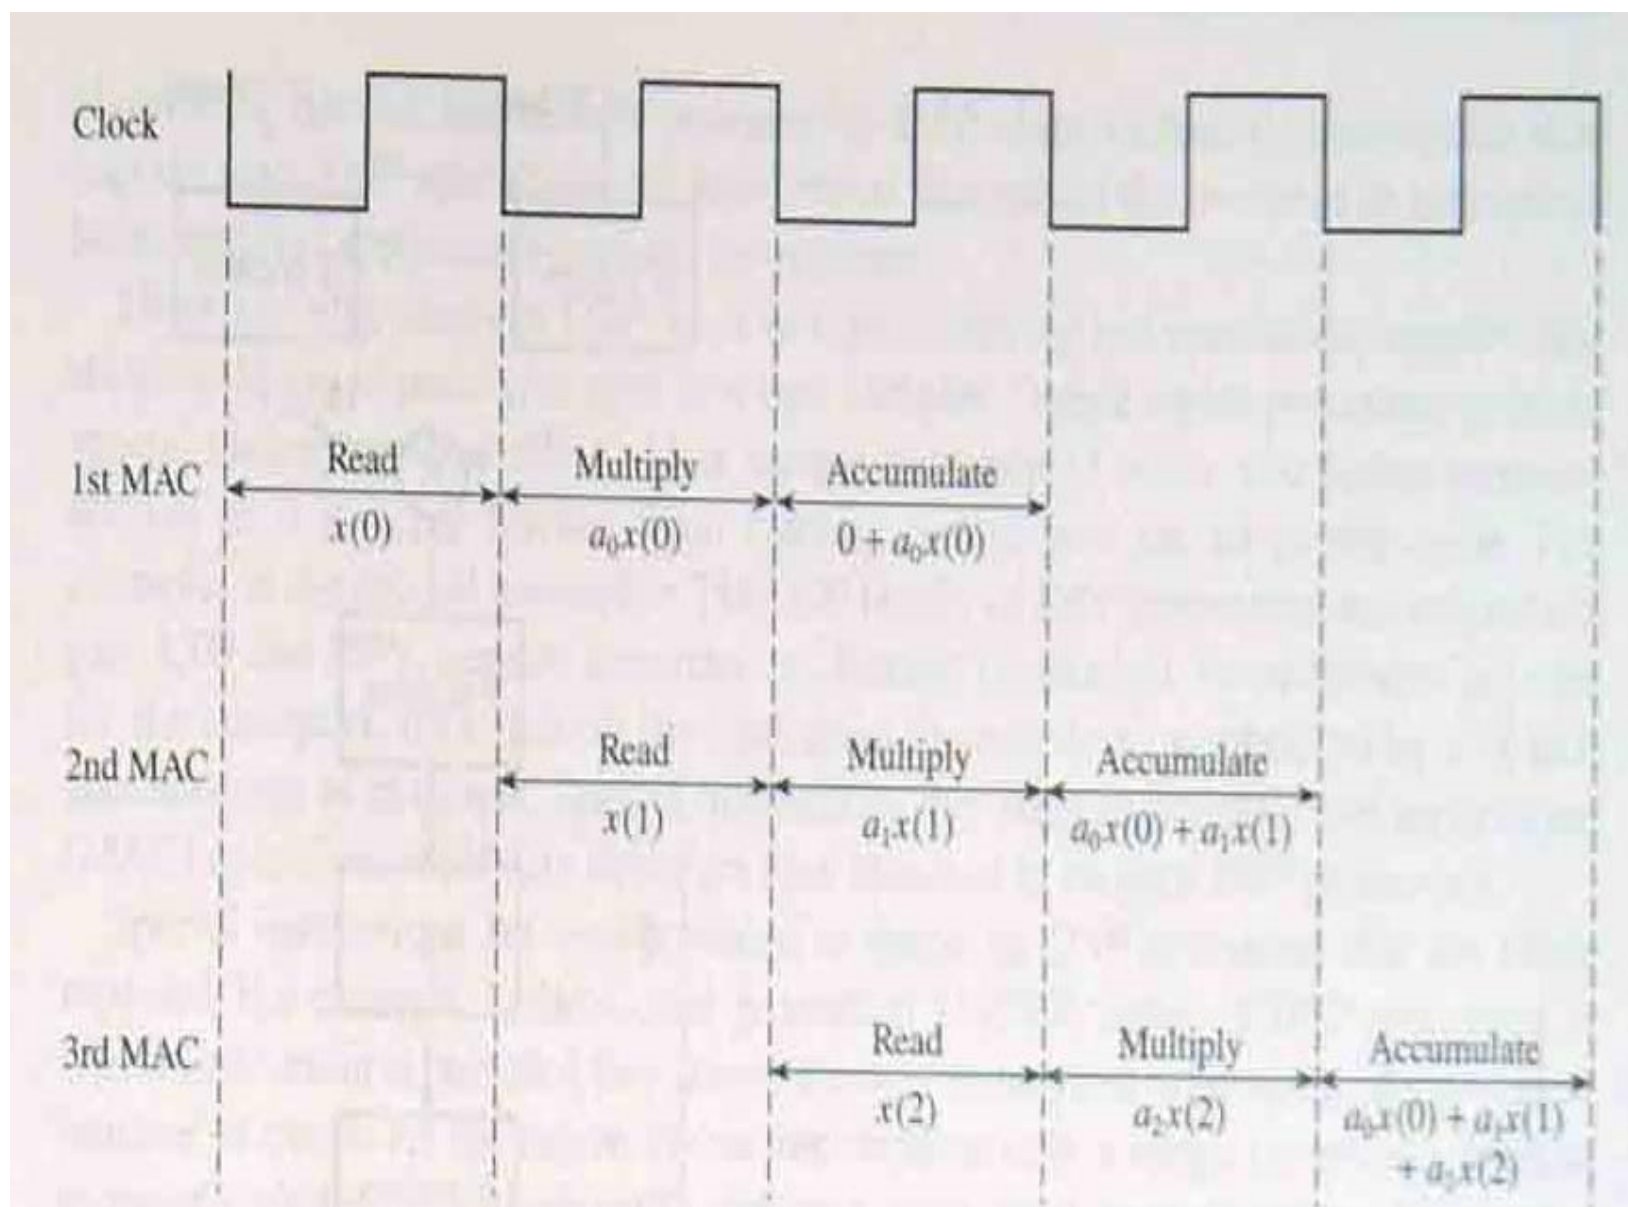 Clock
1st MAC
Read
x(0)
Multiply
a₀x(0)
Accumulate
0 + a₀x(0)
2nd MAC
Read
x(1)
Multiply
a₁x(1)
Accumulate
a₀x(0) + a₁x(1)
3rd MAC
Read
x(2)
Multiply
a₂x(2)
Accumulate
a₀x(0) + a₁x(1)
+ a₂x(2)